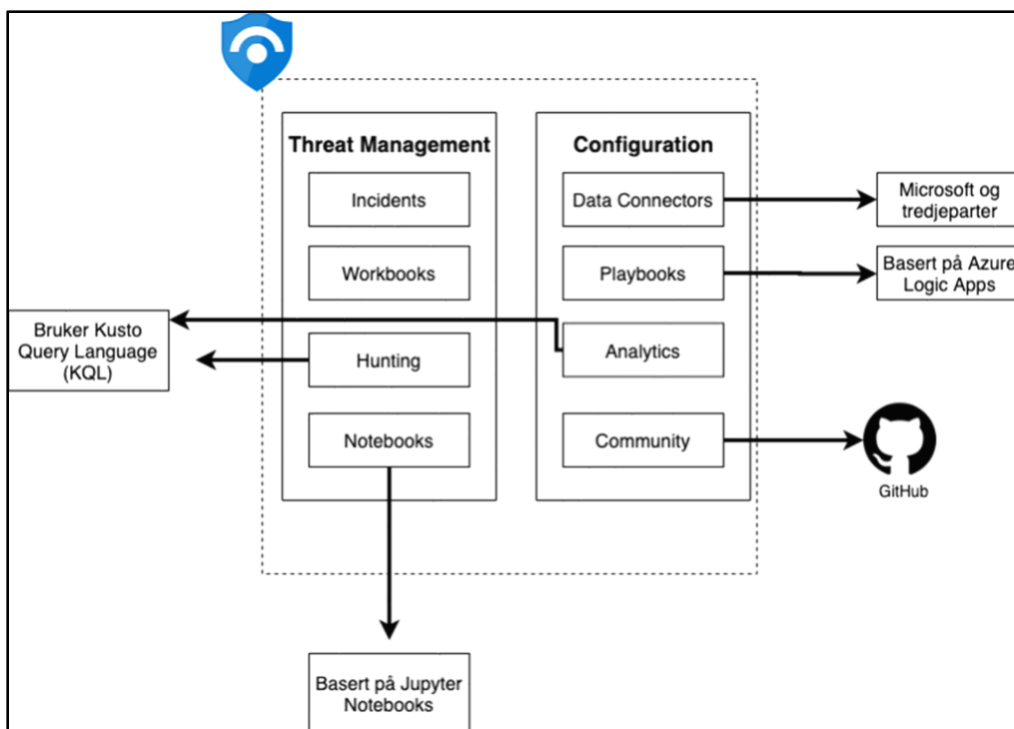 Threat Management
Incidents
Workbooks
Hunting
Notebooks
Configuration
Data Connectors
Playbooks
Analytics
Community
Microsoft og
tredjeparter
Basert på Azure
Logic Apps
Bruker Kusto
Query Language
(KQL)
GitHub
Basert på Jupyter
Notebooks